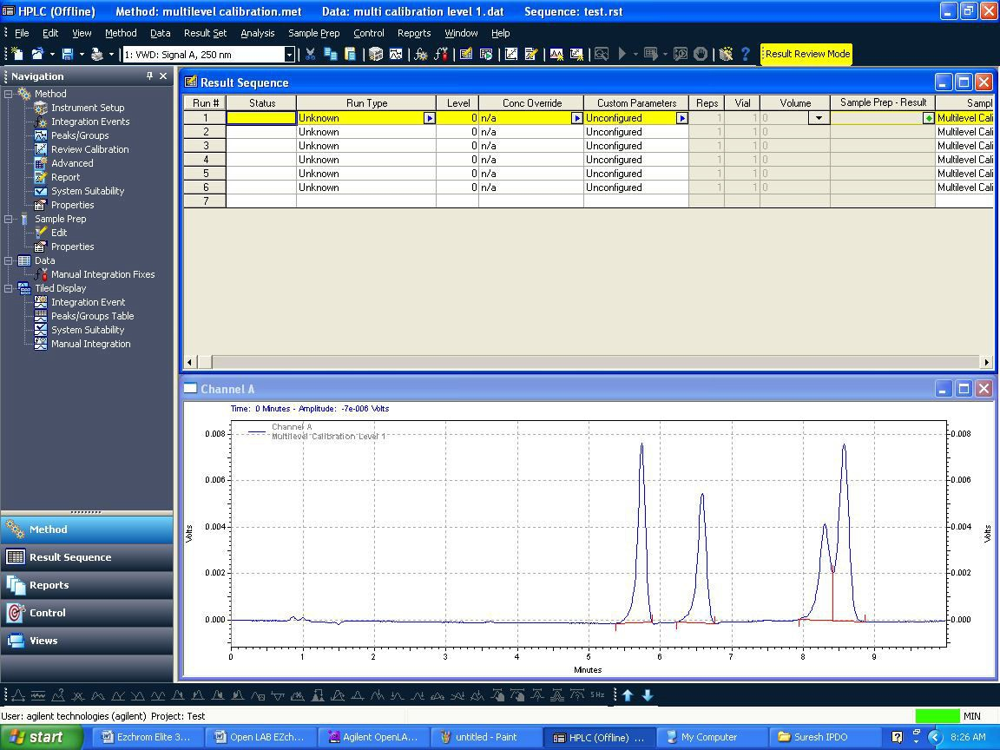 HPLC (Offline) Method: multilevel calibration.met Data: multi calibration level 1.dat Sequence: test.rst
File Edit View Method Data Result Set Analysis Sample Prep Control Reports Window Help
1: VWD: Signal A, 250 nm Result Review Mode
Navigation
Method
Instrument Setup
Integration Events
Peaks/Groups
Review Calibration
Advanced
Report
System Suitability
Properties
Sample Prep
Edit
Properties
Data
Manual Integration Fixes
Tiled Display
Integration Event
Peaks/Groups Table
System Suitability
Manual Integration
Method
Result Sequence
Reports
Control
Views
Result Sequence
Run # Status Run Type Level Conc Override Custom Parameters Reps Vial Volume Sample Prep - Result Sampl
1 Unknown 0 n/a Unconfigured 1 1 0 Multilevel Cali
2 Unknown 0 n/a Unconfigured 1 1 0 Multilevel Cali
3 Unknown 0 n/a Unconfigured 1 1 0 Multilevel Cali
4 Unknown 0 n/a Unconfigured 1 1 0 Multilevel Cali
5 Unknown 0 n/a Unconfigured 1 1 0 Multilevel Cali
6 Unknown 0 n/a Unconfigured 1 1 0 Multilevel Cali
7
Channel A
Time: 0 Minutes - Amplitude: -7e-006 Volts
Channel A
Multilevel Calibration Level 1
0.008 0.008
0.006 0.006
0.004 0.004
Volts Volts
0.002 0.002
0.000 0.000
0 1 2 3 4 5 6 7 8 9
Minutes
5Hz
User: agilent technologies (agilent) Project: Test MIN
start Ezchrom Elite 3... Open LAB EZch... Agilent OpenLA... untitled - Paint HPLC (Offline) ... My Computer Suresh IPDO 8:26 AM